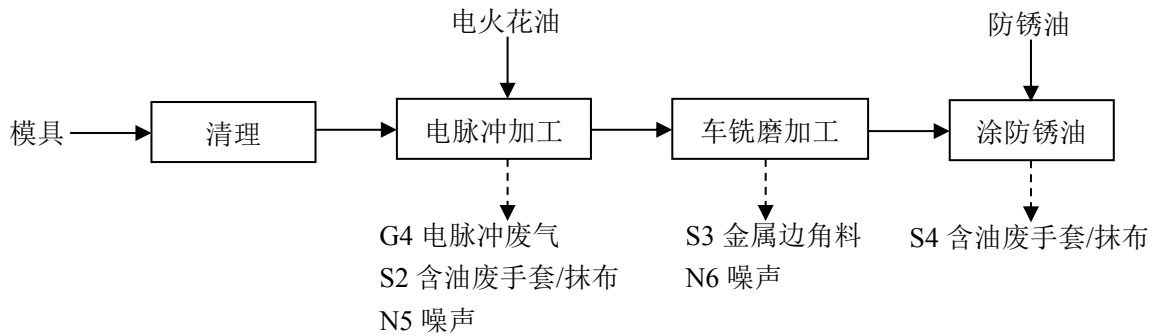 电火花油
防锈油
模具
清理
电脉冲加工
车铣磨加工
涂防锈油
G4 电脉冲废气
S2 含油废手套/抹布
N5 噪声
S3 金属边角料
N6 噪声
S4 含油废手套/抹布